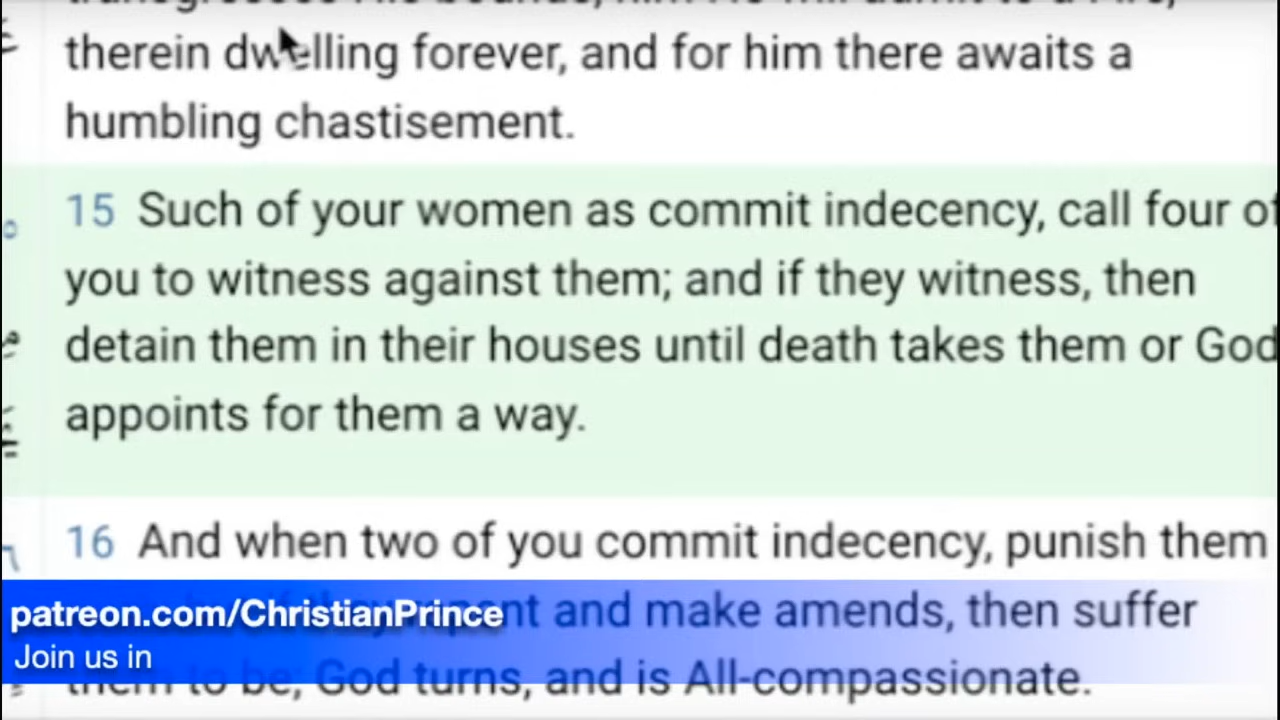 therein dwelling forever, and for him there awaits a
humbling chastisement.
15 Such of your women as commit indecency, call four of
you to witness against them; and if they witness, then
detain them in their houses until death takes them or God
appoints for them a way.
16 And when two of you commit indecency, punish them
and make amends, then suffer
them to be; God turns, and is All-compassionate.
patreon.com/ChristianPrince
Join us in